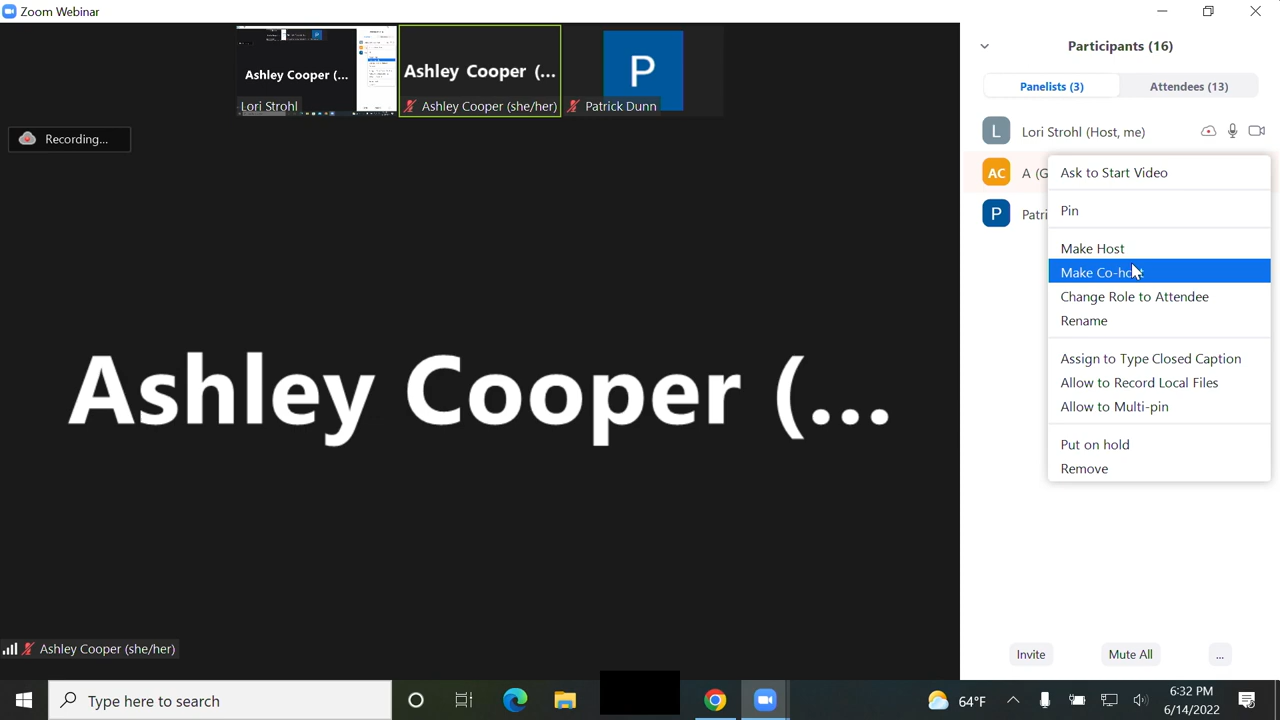 Zoom Webinar
Ashley Cooper (...
Lori Strohl
Ashley Cooper (...
Ashley Cooper (she/her)
P
Patrick Dunn
Recording...
Ashley Cooper (...
Ashley Cooper (she/her)
ticipants (16)
Panelists (3)
Attendees (13)
L
Lori Strohl (Host, me)
AC
A (G
P
Patri
Ask to Start Video
Pin
Make Host
Make Co-host
Change Role to Attendee
Rename
Assign to Type Closed Caption
Allow to Record Local Files
Allow to Multi-pin
Put on hold
Remove
Invite
Mute All
...
Type here to search
64°F
6:32 PM
6/14/2022